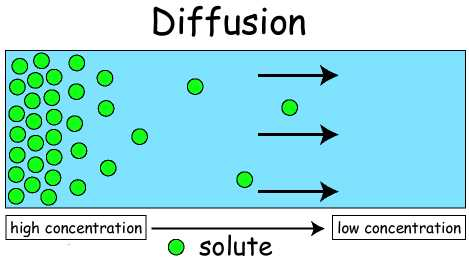 Diffusion
high concentration
low concentration
solute